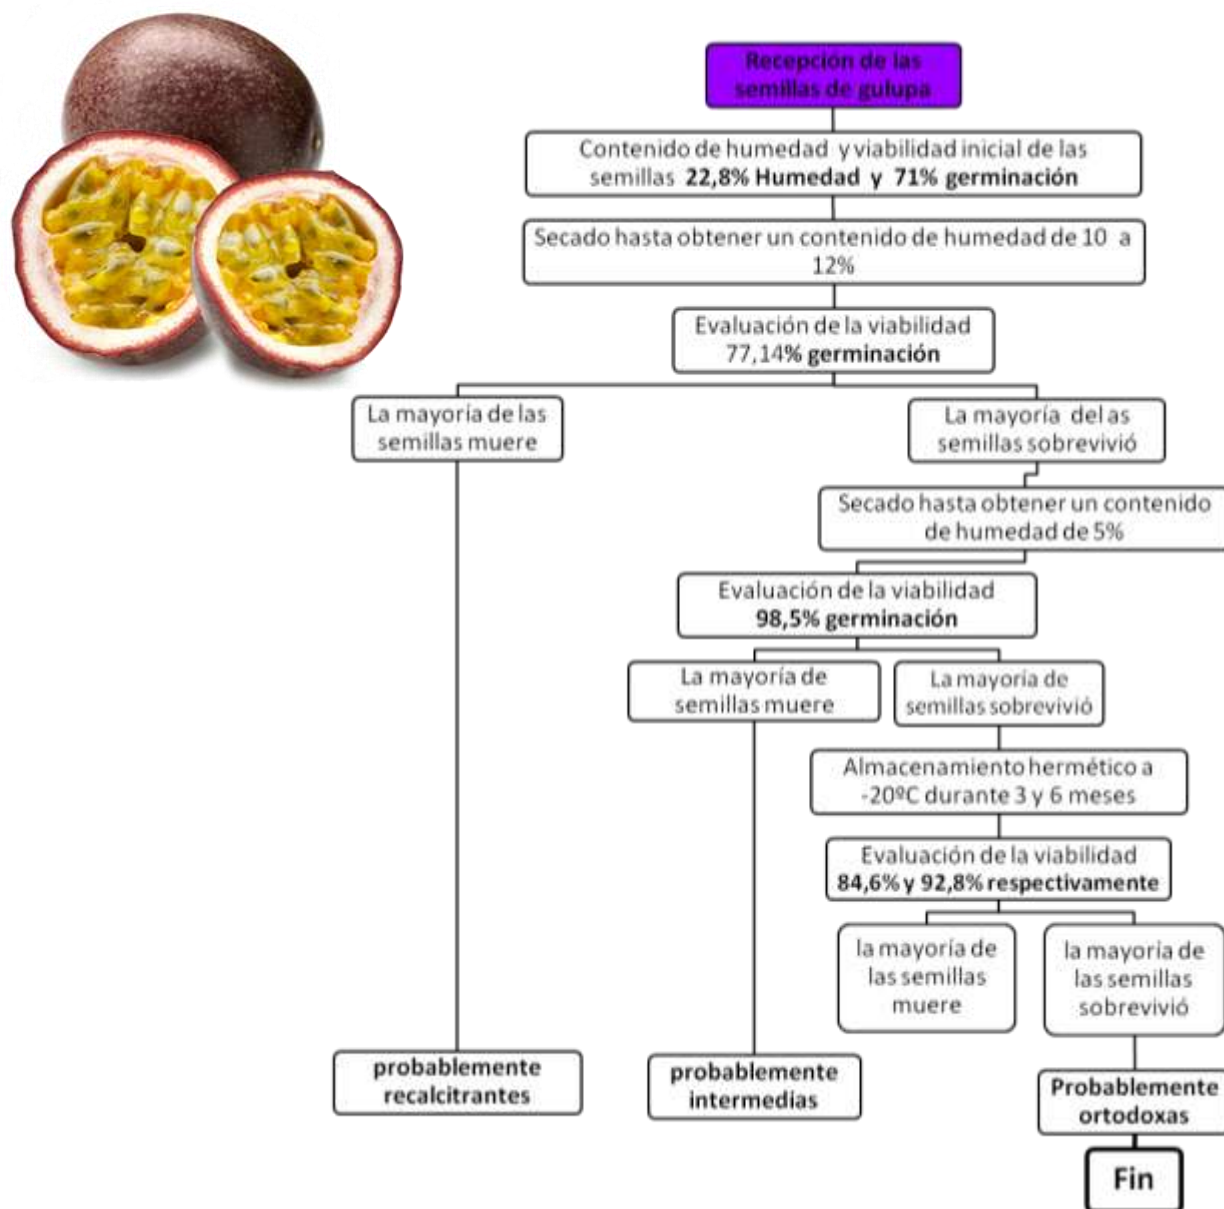 Recepción de las
semillas de gulupa
Contenido de humedad y viabilidad inicial de las
semillas 22,8% Humedad y 71% germinación
Secado hasta obtener un contenido de humedad de 10 a
12%
Evaluación de la viabilidad
77,14% germinación
La mayoría de las
semillas muere
La mayoría del as
semillas sobrevivió
Secado hasta obtener un contenido
de humedad de 5%
Evaluación de la viabilidad
98,5% germinación
La mayoría de
semillas muere
La mayoría de
semillas sobrevivió
Almacenamiento hermético a
-20ºC durante 3 y 6 meses
Evaluación de la viabilidad
84,6% y 92,8% respectivamente
la mayoría de
las semillas
muere
la mayoría de
las semillas
sobrevivió
probablemente
recalcitrantes
probablemente
intermedias
Probablemente
ortodoxas
Fin